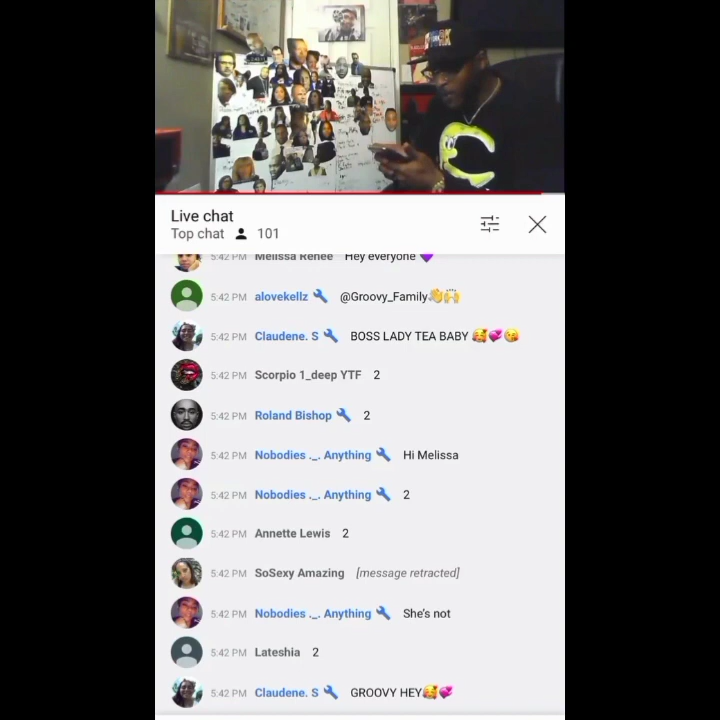 Live chat
Top chat 101
5:42 PM Melissa Renee Hey everyone 💜
5:42 PM alovekellz 🔧 @Groovy_Family👋🙌
5:42 PM Claudene. S 🔧 BOSS LADY TEA BABY 🥰💞😘
5:42 PM Scorpio 1_deep YTF 2
5:42 PM Roland Bishop 🔧 2
5:42 PM Nobodies ._. Anything 🔧 Hi Melissa
5:42 PM Nobodies ._. Anything 🔧 2
5:42 PM Annette Lewis 2
5:42 PM SoSexy Amazing [message retracted]
5:42 PM Nobodies ._. Anything 🔧 She's not
5:42 PM Lateshia 2
5:42 PM Claudene. S 🔧 GROOVY HEY🥰💞